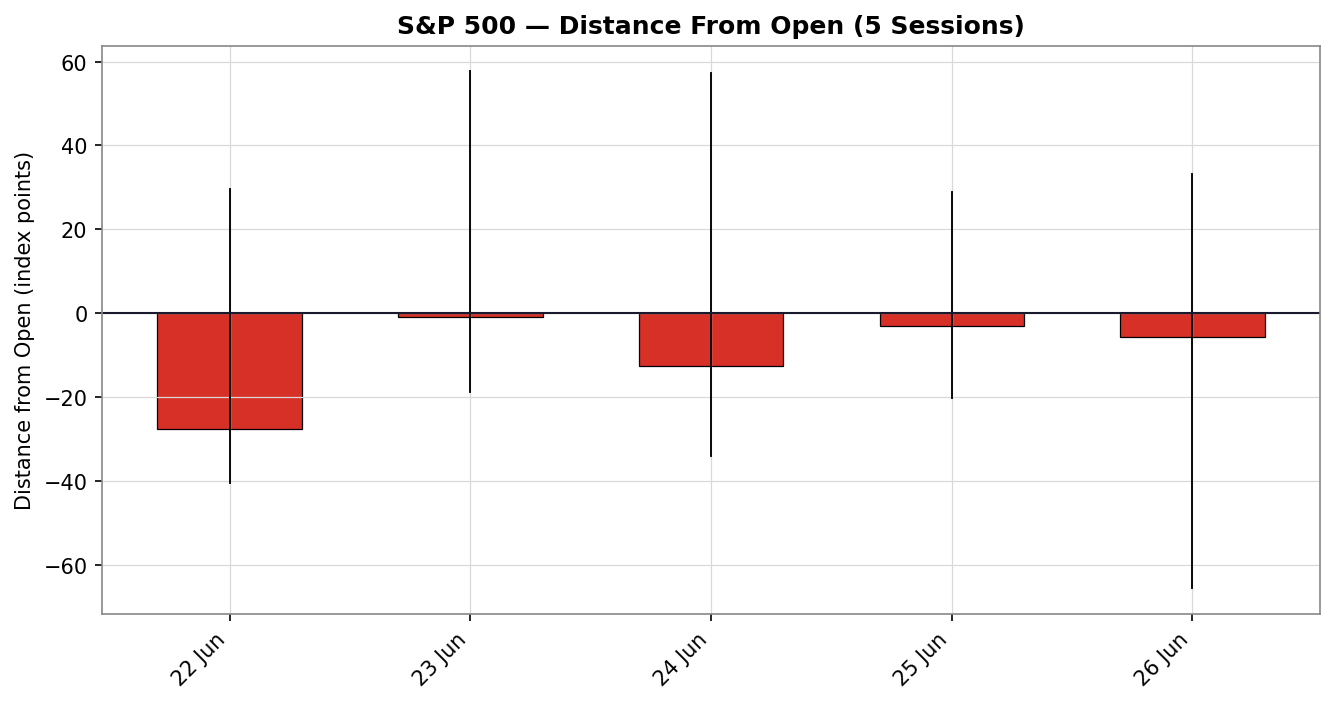 S&P 500 — Distance From Open (5 Sessions)
Distance from Open (index points)
60
40
20
0
−20
−40
−60
22 Jun
23 Jun
24 Jun
25 Jun
26 Jun